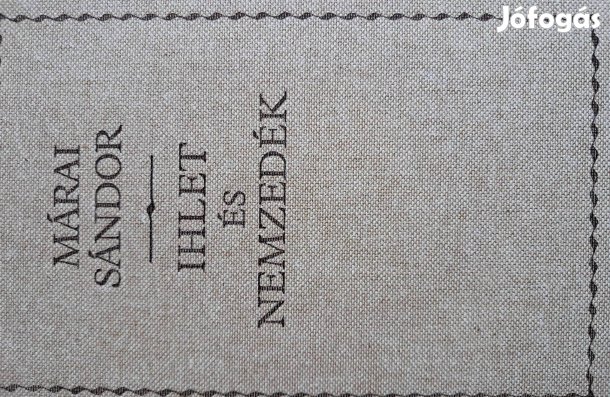 Jófogás
MÁRAI
SÁNDOR
IHLET
ÉS
NEMZEDÉK